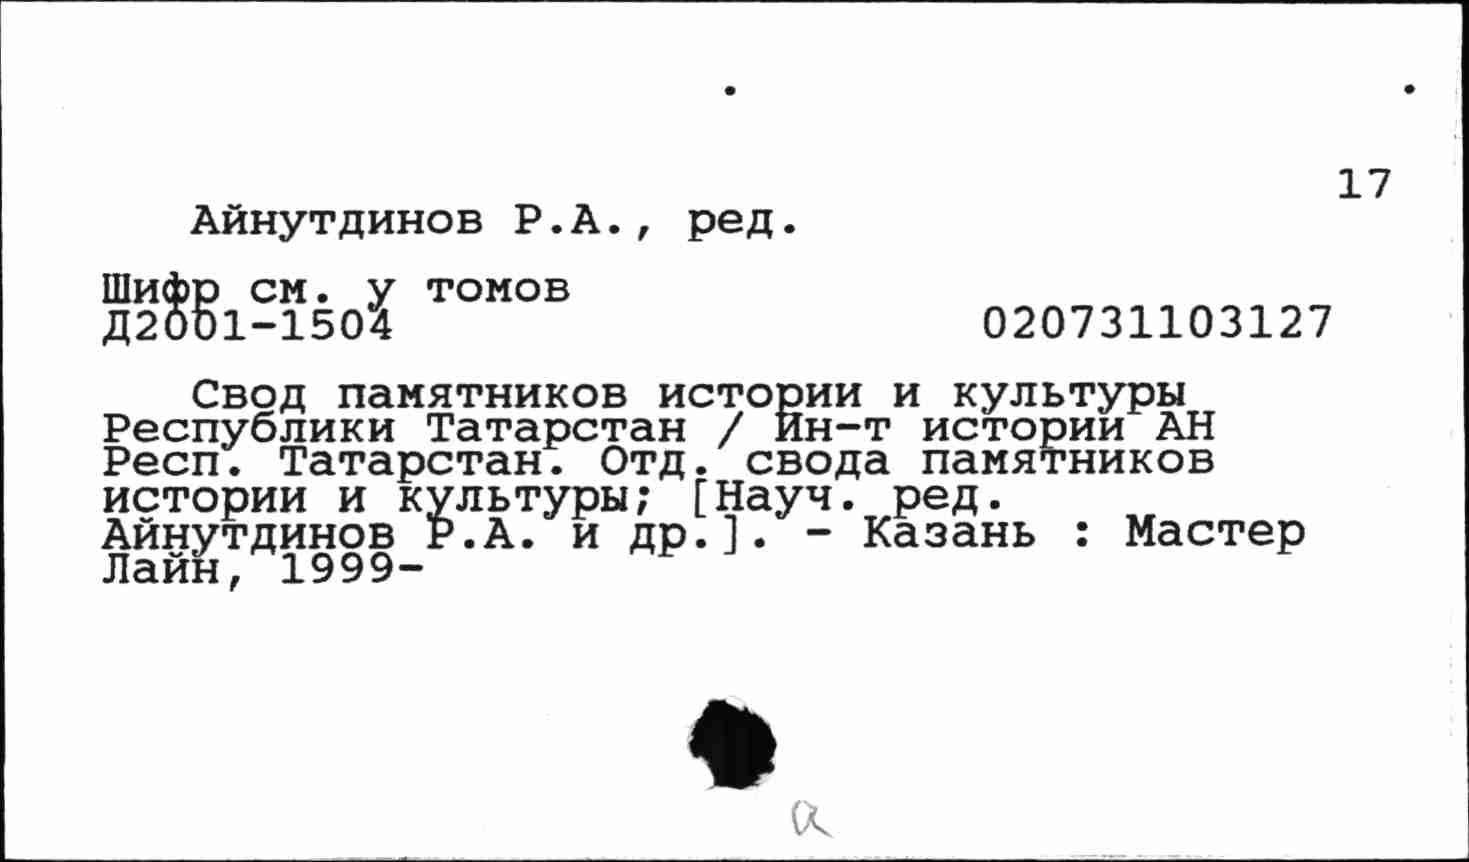 17
Айнутдинов Р.А., ред.
Шифр см. у томов
Д2001-1504 020731103127
Свод памятников истории и культуры
Республики Татарстан / Ин-т истории АН
Респ. Татарстан. Отд. свода памятников
истории и культуры; [Науч. ред.
Айнутдинов Р.А. и др.]. - Казань : Мастер
Лайн, 1999-
а